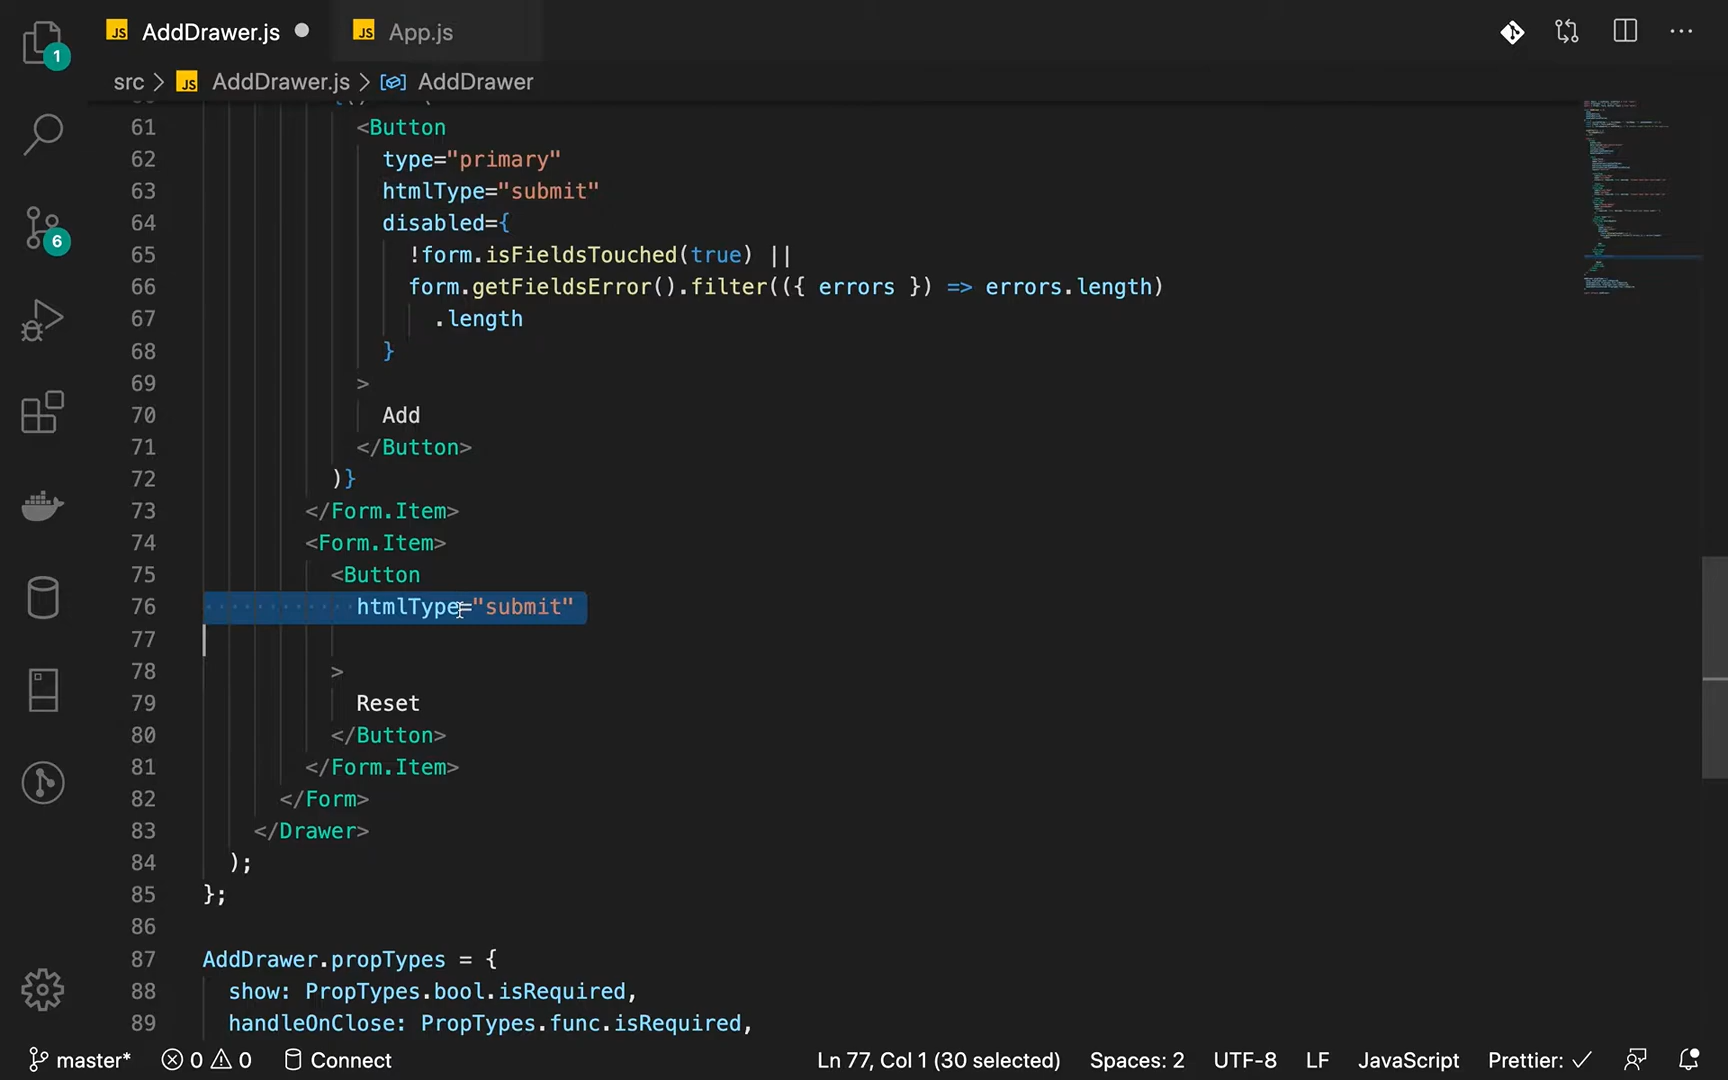 JS AddDrawer.js
JS App.js
1
src > JS AddDrawer.js > AddDrawer
61 <Button
62 type="primary"
63 htmlType="submit"
64 disabled={
65 !form.isFieldsTouched(true) ||
66 form.getFieldsError().filter(({ errors }) => errors.length)
67 .length
68 }
69 >
70 Add
71 </Button>
72 )}
73 </Form.Item>
74 <Form.Item>
75 <Button
76 htmlType="submit"
77
78 >
79 Reset
80 </Button>
81 </Form.Item>
82 </Form>
83 </Drawer>
84 );
85 };
86
87 AddDrawer.propTypes = {
88 show: PropTypes.bool.isRequired,
89 handleOnClose: PropTypes.func.isRequired,
6
master* 0 0 Connect Ln 77, Col 1 (30 selected) Spaces: 2 UTF-8 LF JavaScript Prettier: ✓